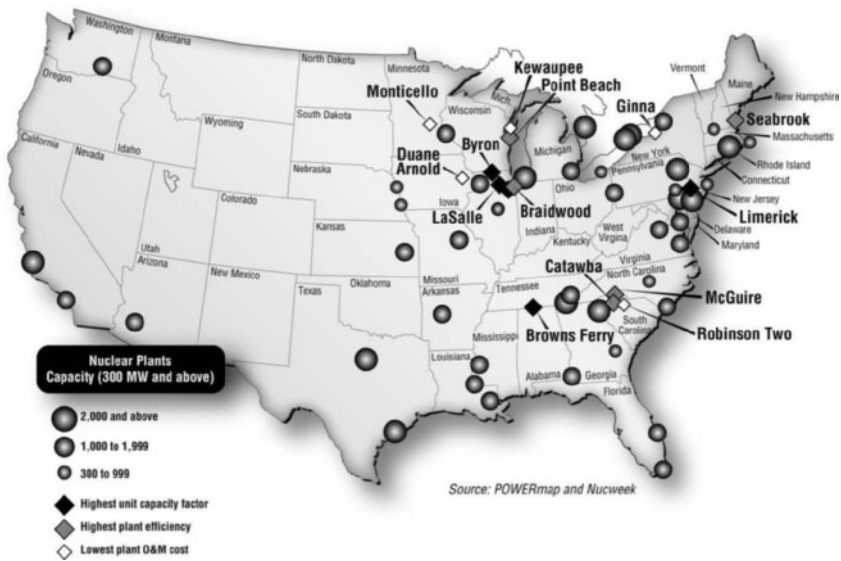 Washington
Montana
North Dakota
Minnesota
Vermont
Maine
Oregon
Monticello
Kewaupee
Point Beach
Mich.
Ginna
New Hampshire
Seabrook
South Dakota
Wisconsin
Massachusetts
Wyoming
Byron
Michigan
New York
California
Nevada
Idaho
Duane
Arnold
Pennsylvania
Rhode Island
Connecticut
Nebraska
Iowa
Ohio
New Jersey
Limerick
Colorado
LaSalle
Braidwood
Indiana
West
Virginia
Delaware
Maryland
Kansas
Kentucky
Utah
Virginia
Arizona
Catawba
North Carolina
New Mexico
Oklahoma
Missouri
Arkansas
Tennessee
McGuire
Texas
South
Carolina
Robinson Two
Mississippi
Browns Ferry
Louisiana
Alabama
Georgia
Florida
Nuclear Plants
Capacity (300 MW and above)
2,000 and above
1,000 to 1,999
300 to 999
Highest unit capacity factor
Highest plant efficiency
Lowest plant O&M cost
Source: POWERmap and Nucweek